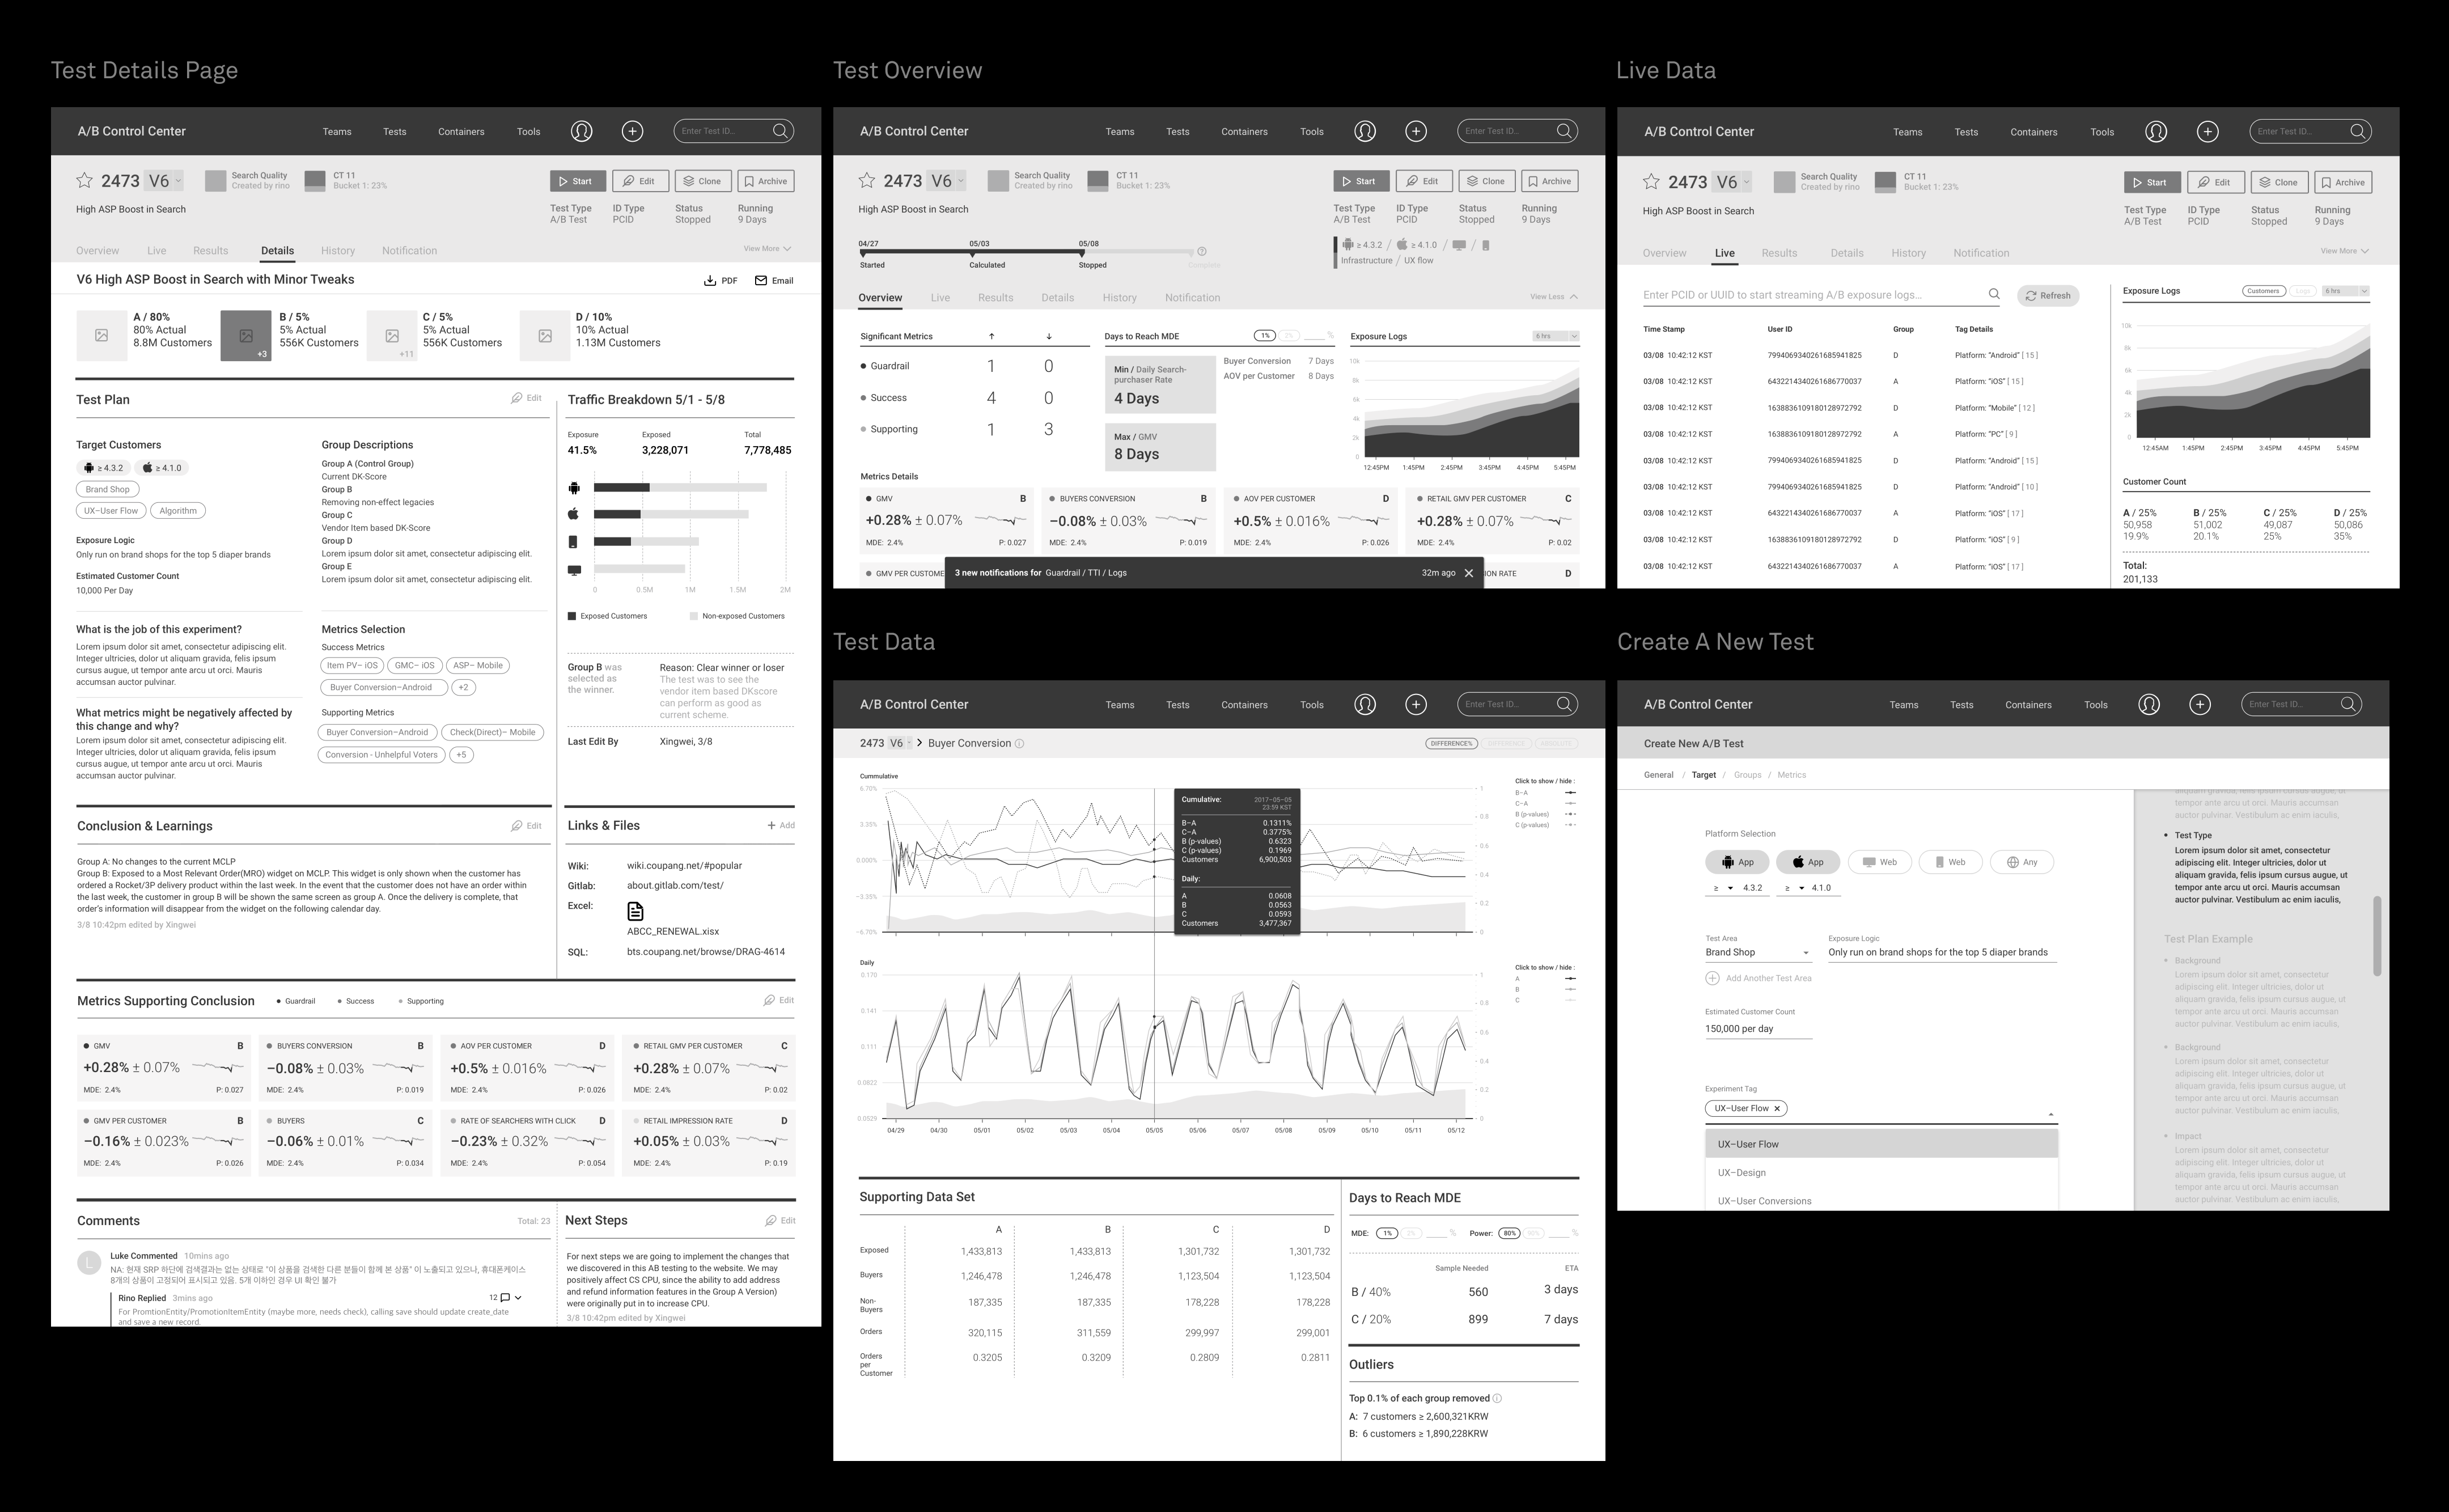 Test Details Page
A/B Control Center
Teams Tests Containers Tools Enter Test ID...
2473 V6
Search Quality
Created by rino
CT 11
Bucket 1: 23%
Start Edit Clone Archive
High ASP Boost in Search
Test Type ID Type Status Running
A/B Test PCID Stopped 9 Days
Overview Live Results Details History Notification View More
V6 High ASP Boost in Search with Minor Tweaks PDF Email
A / 80% B / 5% C / 5% D / 10%
80% Actual 5% Actual 5% Actual 10% Actual
8.8M Customers 556K Customers 556K Customers 1.13M Customers
+3 +11
Test Plan Edit
Target Customers
≥ 4.3.2 ≥ 4.1.0
Brand Shop
UX–User Flow Algorithm
Exposure Logic
Only run on brand shops for the top 5 diaper brands
Estimated Customer Count
10,000 Per Day
Group Descriptions
Group A (Control Group)
Current DK-Score
Group B
Removing non-effect legacies
Group C
Vendor Item based DK-Score
Group D
Lorem ipsum dolor sit amet, consectetur adipiscing elit.
Group E
Lorem ipsum dolor sit amet, consectetur adipiscing elit.
What is the job of this experiment?
Lorem ipsum dolor sit amet, consectetur adipiscing elit.
Integer ultricies, dolor ut aliquam gravida, felis ipsum
cursus augue, ut tempor ante arcu ut orci. Mauris
accumsan auctor pulvinar.
What metrics might be negatively affected by
this change and why?
Lorem ipsum dolor sit amet, consectetur adipiscing elit.
Integer ultricies, dolor ut aliquam gravida, felis ipsum
cursus augue, ut tempor ante arcu ut orci. Mauris
accumsan auctor pulvinar.
Metrics Selection
Success Metrics
Item PV– iOS GMC– iOS ASP– Mobile
Buyer Conversion–Android +2
Supporting Metrics
Buyer Conversion–Android Check(Direct)– Mobile
Conversion - Unhelpful Voters +5
Traffic Breakdown 5/1 - 5/8
Exposure Exposed Total
41.5% 3,228,071 7,778,485
0 0.5M 1M 1.5M 2M
Exposed Customers Non-exposed Customers
Group B was
selected as
the winner.
Reason: Clear winner or loser
The test was to see the
vendor item based DKscore
can perform as good as
current scheme.
Last Edit By Xingwei, 3/8
Conclusion & Learnings Edit
Group A: No changes to the current MCLP
Group B: Exposed to a Most Relevant Order(MRO) widget on MCLP. This widget is only shown when the customer has
ordered a Rocket/3P delivery product within the last week. In the event that the customer does not have an order within
the last week, the customer in group B will be shown the same screen as group A. Once the delivery is complete, that
order's information will disappear from the widget on the following calendar day.
3/8 10:42pm edited by Xingwei
Links & Files Add
Wiki: wiki.coupang.net/#popular
Gitlab: about.gitlab.com/test/
Excel:
ABCC_RENEWAL.xisx
SQL: bts.coupang.net/browse/DRAG-4614
Metrics Supporting Conclusion Guardrail Success Supporting Edit
GMV B BUYERS CONVERSION B AOV PER CUSTOMER D RETAIL GMV PER CUSTOMER C
+0.28% ± 0.07% –0.08% ± 0.03% +0.5% ± 0.016% +0.28% ± 0.07%
MDE: 2.4% P: 0.027 MDE: 2.4% P: 0.019 MDE: 2.4% P: 0.026 MDE: 2.4% P: 0.02
GMV PER CUSTOMER B BUYERS C RATE OF SEARCHERS WITH CLICK D RETAIL IMPRESSION RATE D
–0.16% ± 0.023% –0.06% ± 0.01% –0.23% ± 0.32% +0.05% ± 0.03%
MDE: 2.4% P: 0.026 MDE: 2.4% P: 0.034 MDE: 2.4% P: 0.054 MDE: 2.4% P: 0.19
Comments Total: 23
L
Luke Commented 10mins ago
NA: 현재 SRP 하단에 검색결과는 없는 상태로 "이 상품을 검색한 다른 분들이 함께 본 상품" 이 노출되고 있으나, 휴대폰케이스
8개의 상품이 고정되어 표시되고 있음. 5개 이하인 경우 UI 확인 불가
Rino Replied 3mins ago 12
For PromtionEntity/PromotionItemEntity (maybe more, needs check), calling save should update create_date
and save a new record.
Next Steps Edit
For next steps we are going to implement the changes that
we discovered in this AB testing to the website. We may
positively affect CS CPU, since the ability to add address
and refund information features in the Group A Version)
were originally put in to increase CPU.
3/8 10:42pm edited by Xingwei
Test Overview
A/B Control Center
Teams Tests Containers Tools Enter Test ID...
2473 V6
Search Quality
Created by rino
CT 11
Bucket 1: 23%
Start Edit Clone Archive
High ASP Boost in Search
Test Type ID Type Status Running
A/B Test PCID Stopped 9 Days
04/27 05/03 05/08
Started Calculated Stopped Complete
≥ 4.3.2 / ≥ 4.1.0 / /
Infrastructure / UX flow
Overview Live Results Details History Notification View Less
Significant Metrics ↑ ↓
Guardrail 1 0
Success 4 0
Supporting 1 3
Days to Reach MDE 1% 2% %
Min / Daily Search-
purchaser Rate
4 Days
Max / GMV
8 Days
Buyer Conversion 7 Days
AOV per Customer 8 Days
Exposure Logs 6 hrs
10k
8k
6k
4k
2k
0
12:45PM 1:45PM 2:45PM 3:45PM 4:45PM 5:45PM
Metrics Details
GMV B BUYERS CONVERSION B AOV PER CUSTOMER D RETAIL GMV PER CUSTOMER C
+0.28% ± 0.07% –0.08% ± 0.03% +0.5% ± 0.016% +0.28% ± 0.07%
MDE: 2.4% P: 0.027 MDE: 2.4% P: 0.019 MDE: 2.4% P: 0.026 MDE: 2.4% P: 0.02
GMV PER CUSTOME ION RATE D
3 new notifications for Guardrail / TTI / Logs 32m ago
Live Data
A/B Control Center
Teams Tests Containers Tools Enter Test ID...
2473 V6
Search Quality
Created by rino
CT 11
Bucket 1: 23%
Start Edit Clone Archive
High ASP Boost in Search
Test Type ID Type Status Running
A/B Test PCID Stopped 9 Days
Overview Live Results Details History Notification View More
Enter PCID or UUID to start streaming A/B exposure logs... Refresh
Time Stamp User ID Group Tag Details
03/08 10:42:12 KST 7994069340261685941825 D Platform: "Android" [ 15 ]
03/08 10:42:12 KST 6432214340261686770037 A Platform: "iOS" [ 15 ]
03/08 10:42:12 KST 1638836109180128972792 D Platform: "Mobile" [ 12 ]
03/08 10:42:12 KST 1638836109180128972792 A Platform: "PC" [ 9 ]
03/08 10:42:12 KST 7994069340261685941825 D Platform: "Android" [ 15 ]
03/08 10:42:12 KST 7994069340261685941825 D Platform: "Android" [ 10 ]
03/08 10:42:12 KST 6432214340261686770037 A Platform: "iOS" [ 17 ]
03/08 10:42:12 KST 1638836109180128972792 D Platform: "iOS" [ 9 ]
03/08 10:42:12 KST 6432214340261686770037 A Platform: "iOS" [ 17 ]
Exposure Logs Customers Logs 6 hrs
10k
8k
6k
4k
2k
0
12:45AM 1:45PM 2:45PM 3:45PM 4:45PM 5:45PM
Customer Count
A / 25% B / 25% C / 25% D / 25%
50,958 51,002 49,087 50,086
19.9% 20.1% 25% 35%
Total:
201,133
Test Data
A/B Control Center
Teams Tests Containers Tools Enter Test ID...
2473 V6 > Buyer Conversion DIFFERENCE% DIFFERENCE ABSOLUTE
Cummulative
6.70%
3.35%
0.000%
–3.35%
–6.70%
1
0.8
0.6
0.4
0.2
0
Click to show / hide :
B–A
C–A
B (p-values)
C (p-values)
Cumulative: 2017–05–05
23:59 KST
B–A 0.1311%
C–A 0.3775%
B (p-values) 0.6323
C (p-values) 0.1969
Customers 6,900,503
Daily:
A 0.0608
B 0.0563
C 0.0593
Customers 3,477,367
Daily
0.170
0.141
0.111
0.0822
0.0529
1
0.8
0.6
0.4
0.2
0
Click to show / hide :
A
B
C
04/29 04/30 05/01 05/02 05/03 05/04 05/05 05/06 05/07 05/08 05/09 05/10 05/11 05/12
Supporting Data Set
A B C D
Exposed 1,433,813 1,433,813 1,301,732 1,301,732
Buyers 1,246,478 1,246,478 1,123,504 1,123,504
Non-
Buyers 187,335 187,335 178,228 178,228
Orders 320,115 311,559 299,997 299,001
Orders
per
Customer 0.3205 0.3209 0.2809 0.2811
Days to Reach MDE
MDE: 1% 2% % Power: 80% 90% %
Sample Needed ETA
B / 40% 560 3 days
C / 20% 899 7 days
Outliers
Top 0.1% of each group removed
A: 7 customers ≥ 2,600,321KRW
B: 6 customers ≥ 1,890,228KRW
Create A New Test
A/B Control Center
Teams Tests Containers Tools Enter Test ID...
Create New A/B Test
General / Target / Groups / Metrics
Platform Selection
App App Web Web Any
≥ 4.3.2 ≥ 4.1.0
Test Area
Brand Shop
Exposure Logic
Only run on brand shops for the top 5 diaper brands
Add Another Test Area
Estimated Customer Count
150,000 per day
Experiment Tag
UX–User Flow ×
UX–User Flow
UX–Design
UX–User Conversions
aliquam gravida, felis ipsum cursus augue, ut
tempor ante arcu ut orci. Mauris accumsan
auctor pulvinar. Vestibulum ac enim iaculis,
Test Type
Lorem ipsum dolor sit amet, consectetur
adipiscing elit. Integer ultricies, dolor ut
aliquam gravida, felis ipsum cursus augue, ut
tempor ante arcu ut orci. Mauris accumsan
auctor pulvinar. Vestibulum ac enim iaculis,
Test Plan Example
Background
Lorem ipsum dolor sit amet, consectetur
adipiscing elit. Integer ultricies, dolor ut
aliquam gravida, felis ipsum cursus augue, ut
tempor ante arcu ut orci. Mauris accumsan
auctor pulvinar. Vestibulum ac enim iaculis,
Background
Lorem ipsum dolor sit amet, consectetur
adipiscing elit. Integer ultricies, dolor ut
aliquam gravida, felis ipsum cursus augue, ut
tempor ante arcu ut orci. Mauris accumsan
auctor pulvinar. Vestibulum ac enim iaculis,
Impact
Lorem ipsum dolor sit amet, consectetur
adipiscing elit. Integer ultricies, dolor ut
aliquam gravida, felis ipsum cursus augue, ut
tempor ante arcu ut orci. Mauris accumsan
auctor pulvinar. Vestibulum ac enim iaculis,